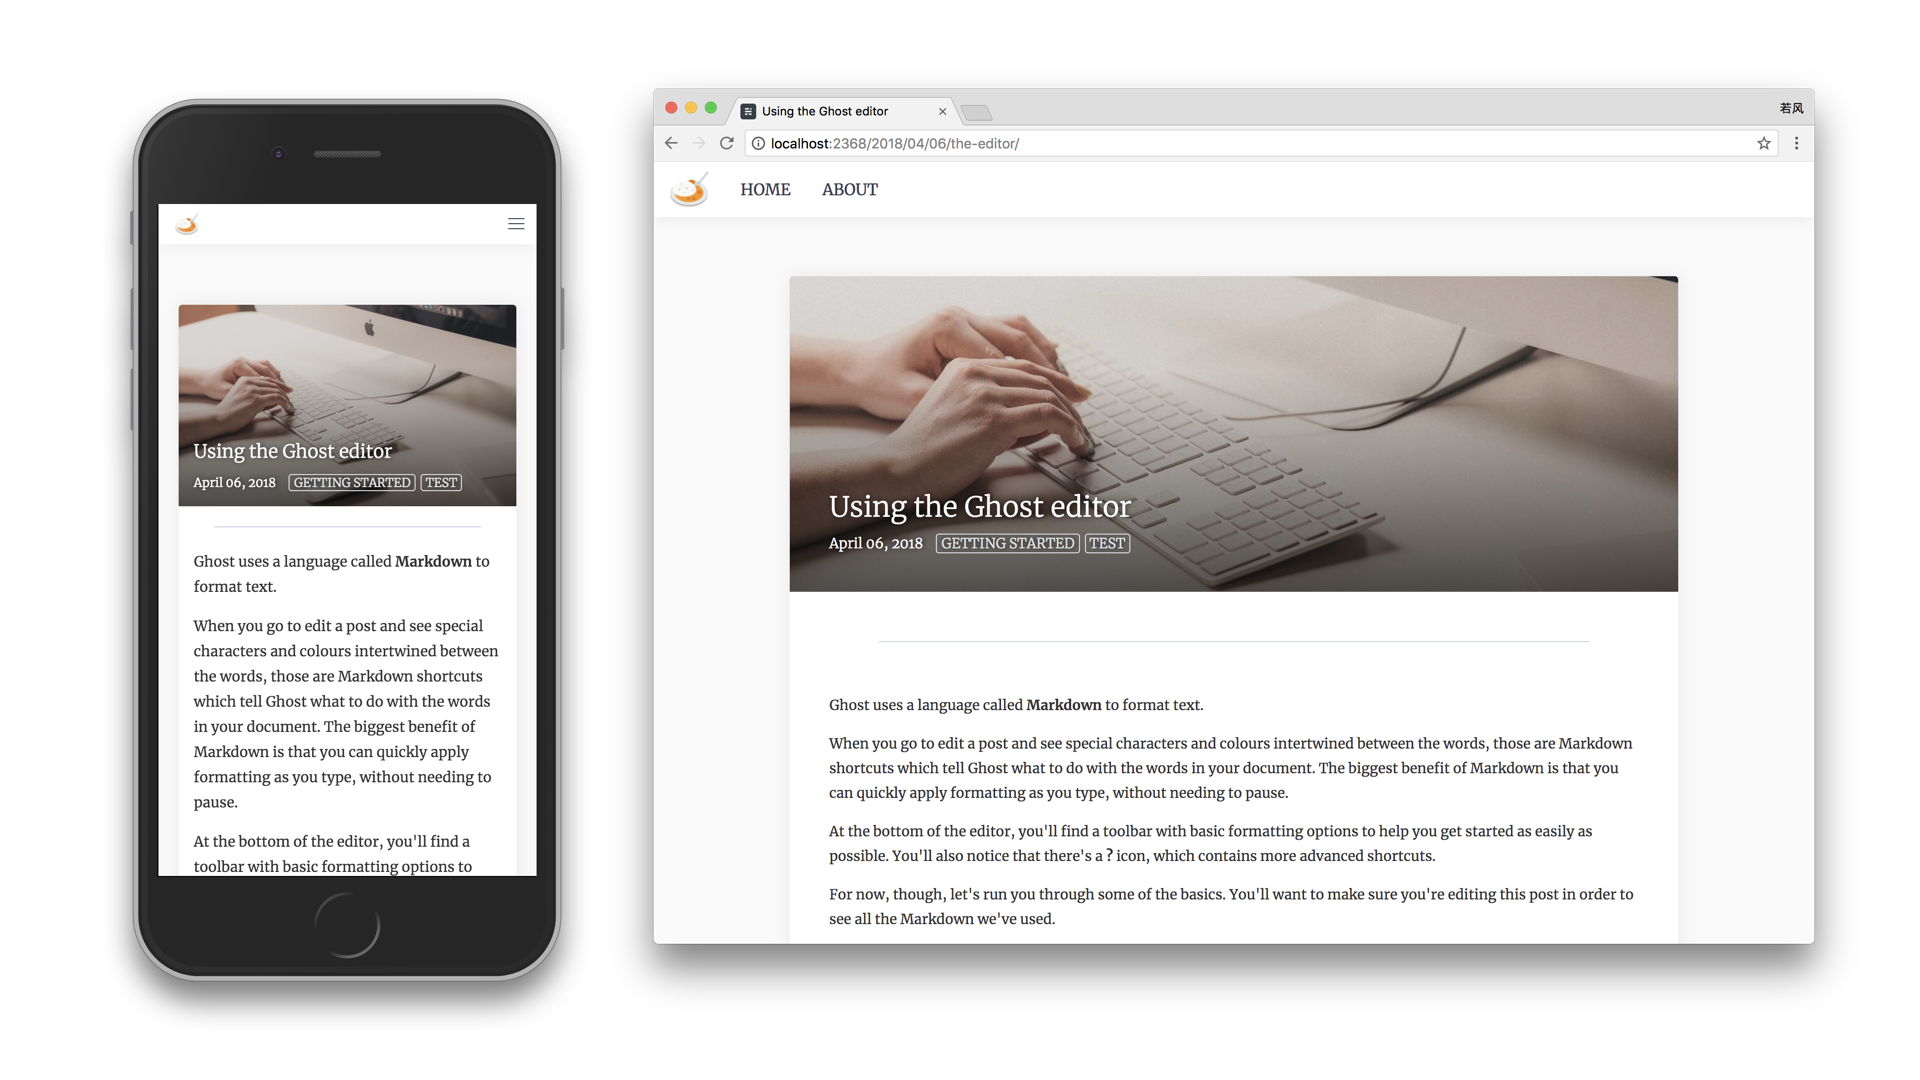 Using the Ghost editor
April 06, 2018 GETTING STARTED TEST
Ghost uses a language called Markdown to
format text.
When you go to edit a post and see special
characters and colours intertwined between
the words, those are Markdown shortcuts
which tell Ghost what to do with the words
in your document. The biggest benefit of
Markdown is that you can quickly apply
formatting as you type, without needing to
pause.
At the bottom of the editor, you'll find a
toolbar with basic formatting options to
Using the Ghost editor
若风
localhost:2368/2018/04/06/the-editor/
HOME ABOUT
Using the Ghost editor
April 06, 2018 GETTING STARTED TEST
Ghost uses a language called Markdown to format text.
When you go to edit a post and see special characters and colours intertwined between the words, those are Markdown
shortcuts which tell Ghost what to do with the words in your document. The biggest benefit of Markdown is that you
can quickly apply formatting as you type, without needing to pause.
At the bottom of the editor, you'll find a toolbar with basic formatting options to help you get started as easily as
possible. You'll also notice that there's a ? icon, which contains more advanced shortcuts.
For now, though, let's run you through some of the basics. You'll want to make sure you're editing this post in order to
see all the Markdown we've used.